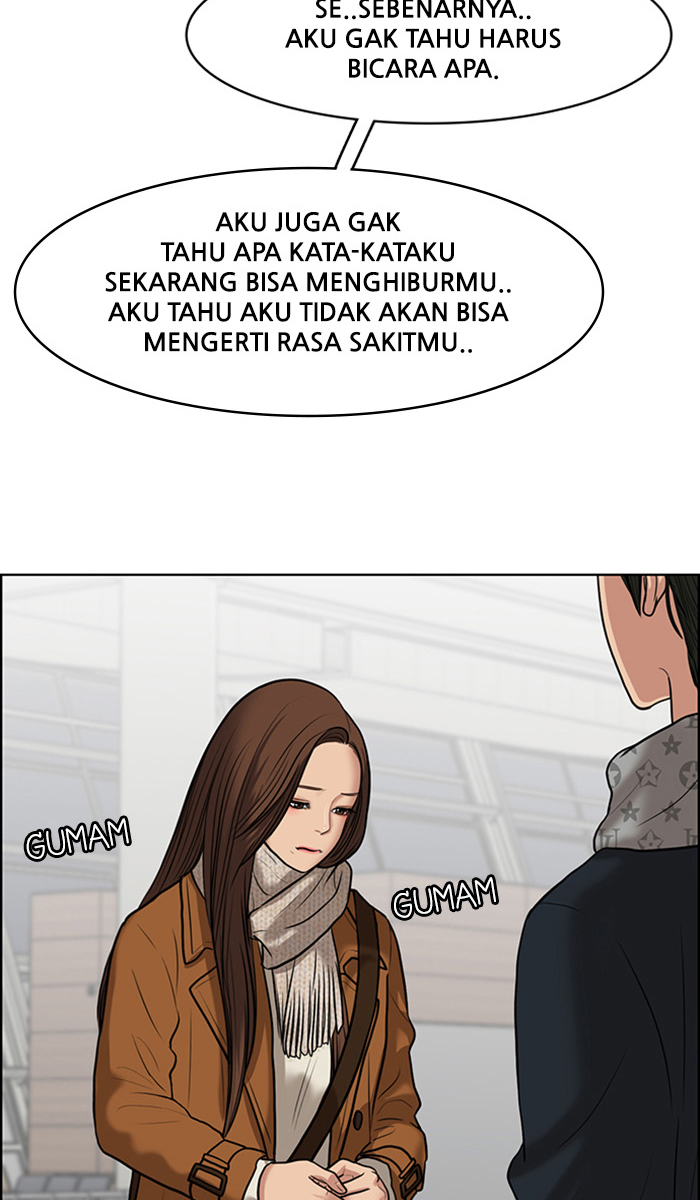 SE..SEBENARNYA..
AKU GAK TAHU HARUS
BICARA APA.
AKU JUGA GAK
TAHU APA KATA-KATAKU
SEKARANG BISA MENGHIBURMU..
AKU TAHU AKU TIDAK AKAN BISA
MENGERTI RASA SAKITMU..
GUMAM
GUMAM